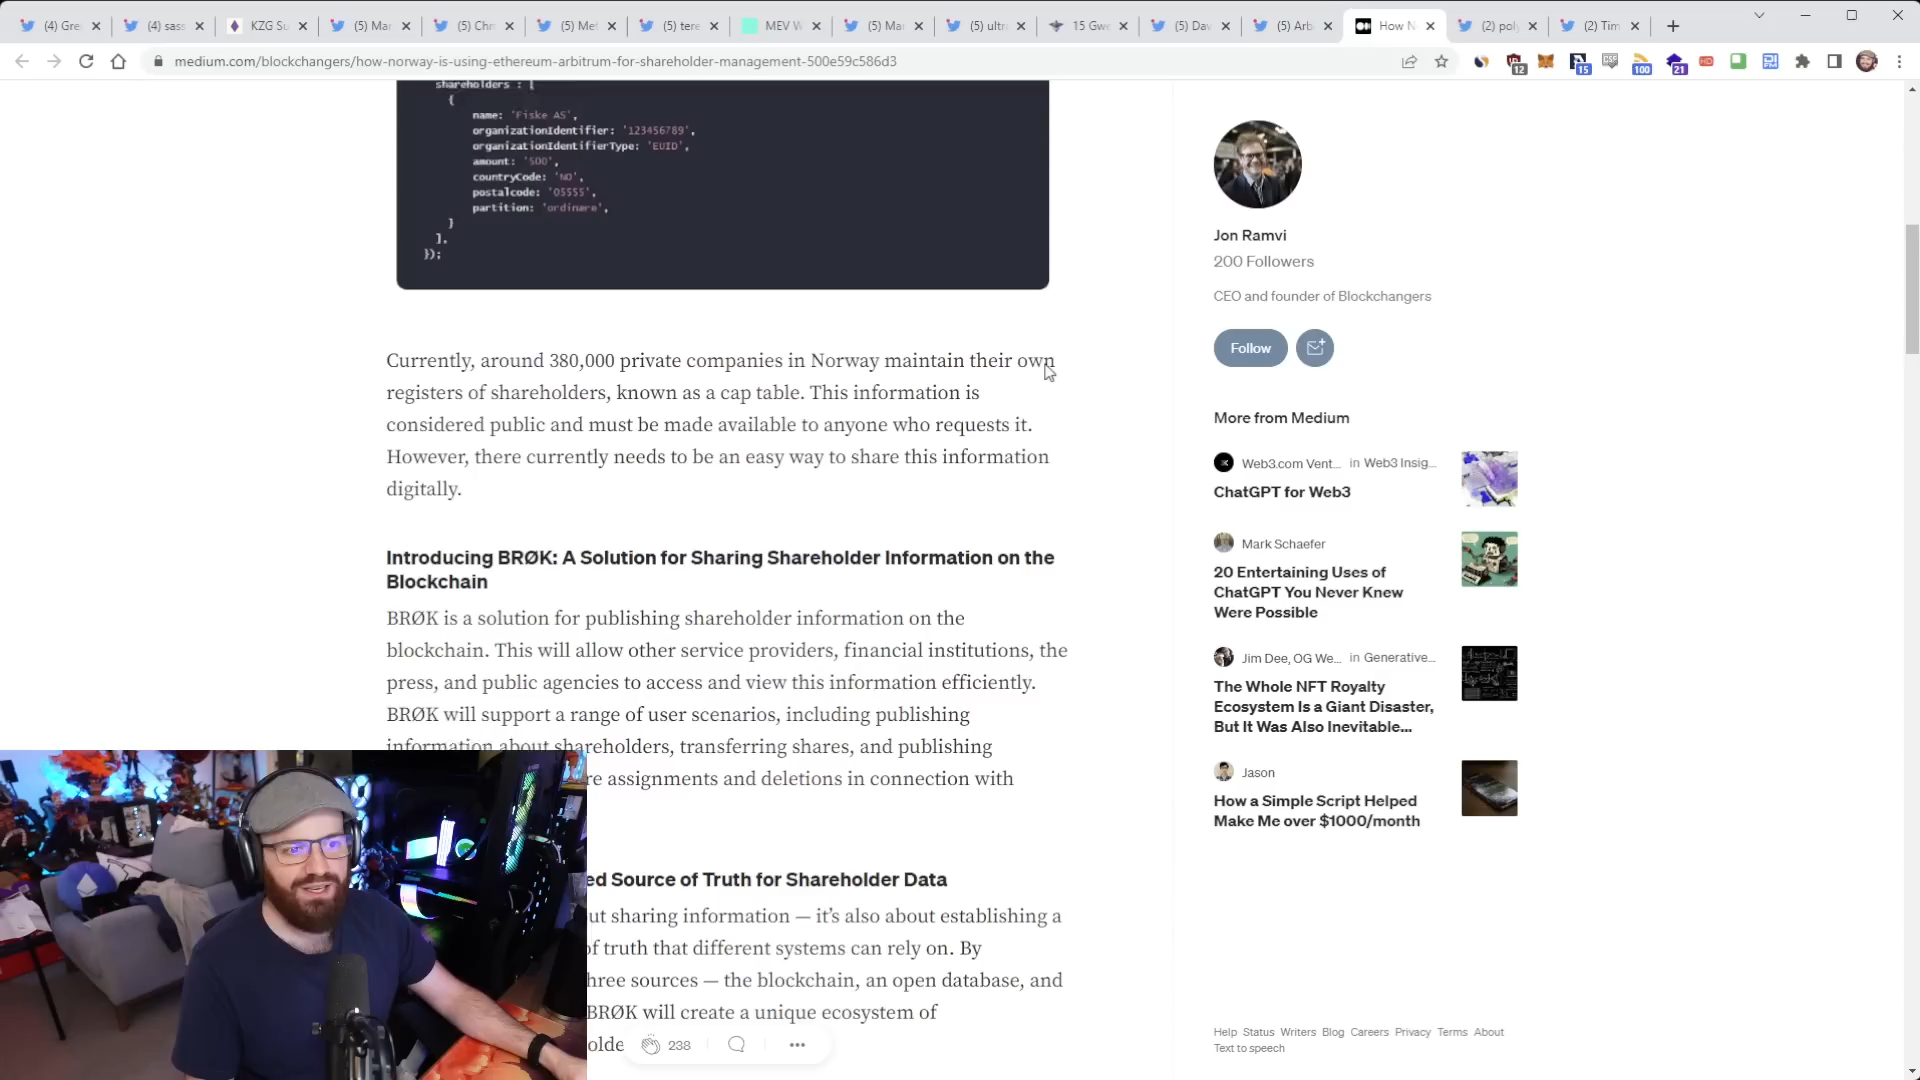 (4) Gre
(4) sass
KZG Su
(5) Mar
(5) Chri
(5) Met
(5) tere
MEV W
(5) Mar
(5) ultr
15 Gwe
(5) Dav
(5) Arb
How N
(2) pol
(2) Tim
medium.com/blockchangers/how-norway-is-using-ethereum-arbitrum-for-shareholder-management-500e59c586d3
12
15
100
21
shareholders : [
{
name: 'Fiske AS',
organizationIdentifier: '123456789',
organizationIdentifierType: 'EUID',
amount: '500',
countryCode: 'NO',
postalcode: '05555',
partition: 'ordinære',
}
],
});
Currently, around 380,000 private companies in Norway maintain their own
registers of shareholders, known as a cap table. This information is
considered public and must be made available to anyone who requests it.
However, there currently needs to be an easy way to share this information
digitally.
Introducing BRØK: A Solution for Sharing Shareholder Information on the
Blockchain
BRØK is a solution for publishing shareholder information on the
blockchain. This will allow other service providers, financial institutions, the
press, and public agencies to access and view this information efficiently.
BRØK will support a range of user scenarios, including publishing
information about shareholders, transferring shares, and publishing
re assignments and deletions in connection with
ed Source of Truth for Shareholder Data
ut sharing information — it's also about establishing a
of truth that different systems can rely on. By
hree sources — the blockchain, an open database, and
BRØK will create a unique ecosystem of
olde
238
Jon Ramvi
200 Followers
CEO and founder of Blockchangers
Follow
More from Medium
Web3.com Vent... in Web3 Insig...
ChatGPT for Web3
Mark Schaefer
20 Entertaining Uses of
ChatGPT You Never Knew
Were Possible
Jim Dee, OG We... in Generative...
The Whole NFT Royalty
Ecosystem Is a Giant Disaster,
But It Was Also Inevitable...
Jason
How a Simple Script Helped
Make Me over $1000/month
Help Status Writers Blog Careers Privacy Terms About
Text to speech